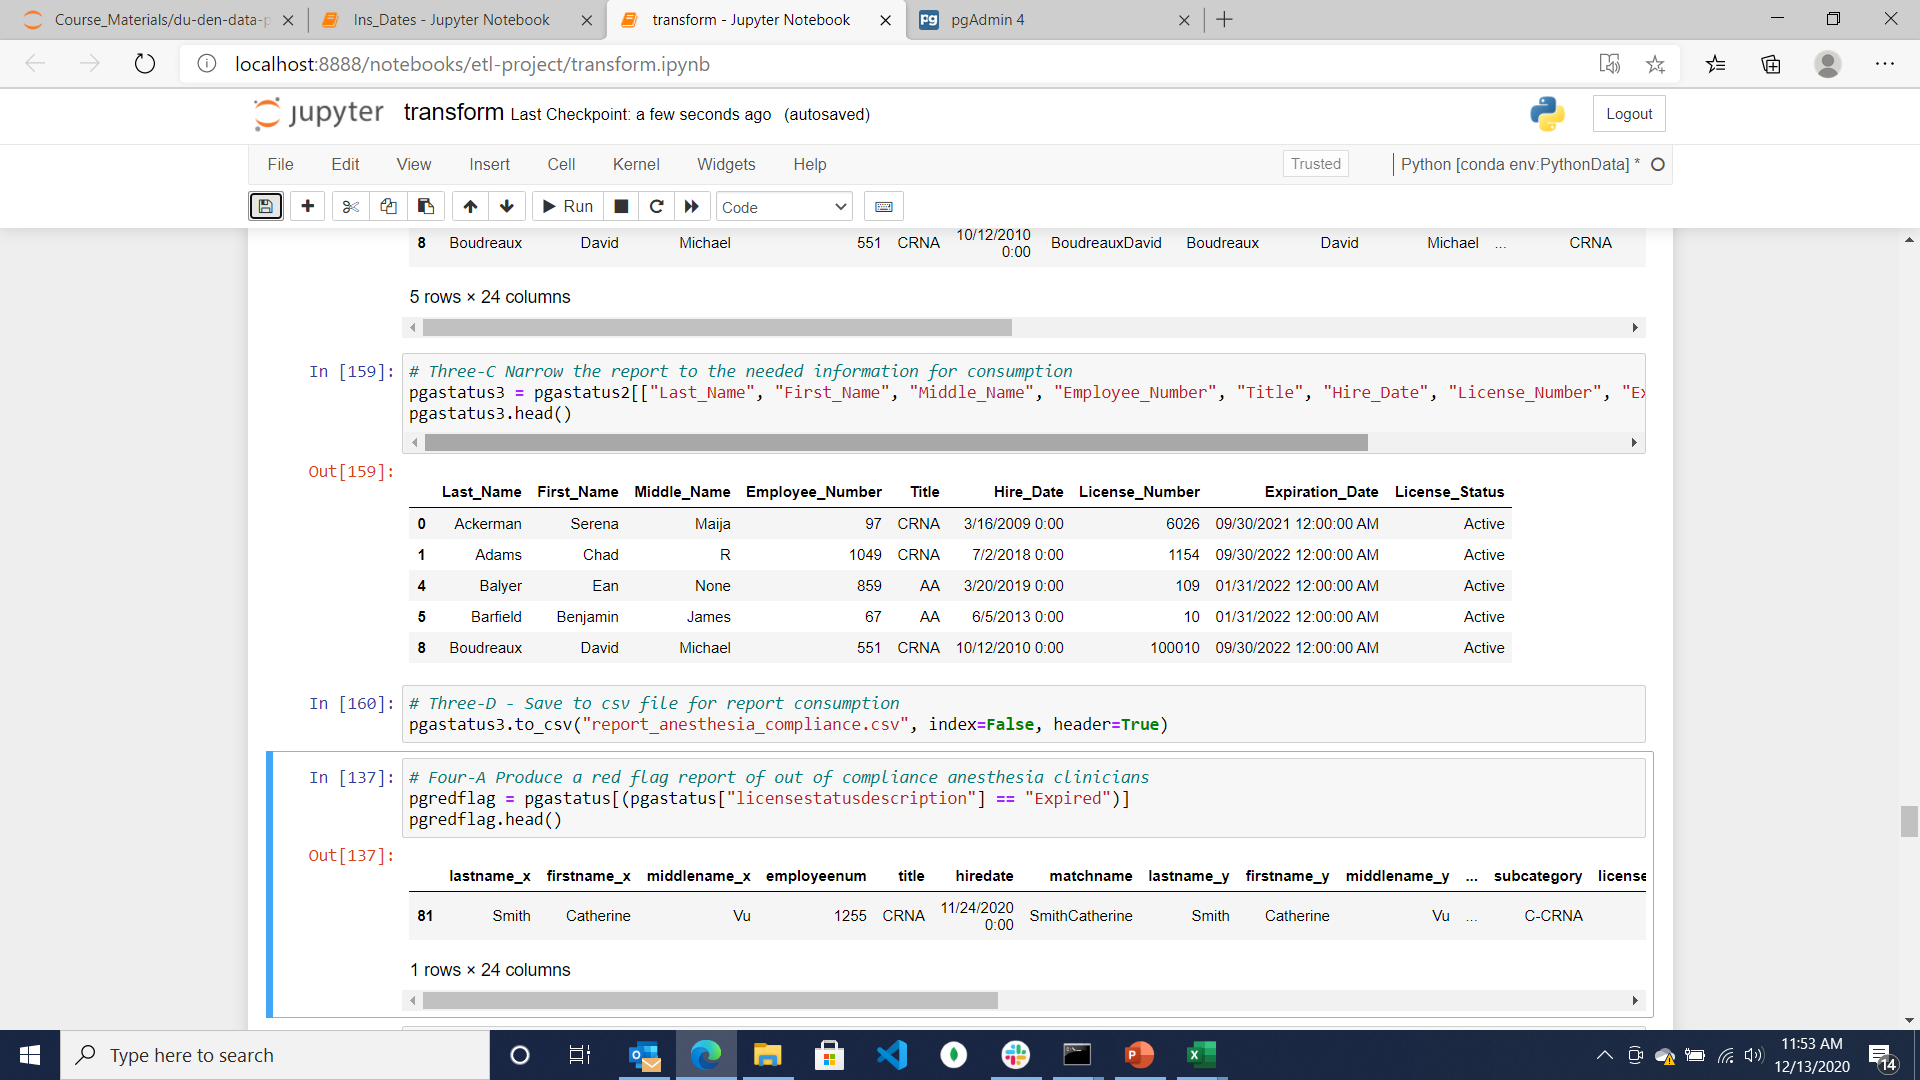 Course_Materials/du-den-data-p
Ins_Dates - Jupyter Notebook
transform - Jupyter Notebook
pgAdmin 4
localhost:8888/notebooks/etl-project/transform.ipynb
jupyter transform Last Checkpoint: a few seconds ago (autosaved)
Logout
File Edit View Insert Cell Kernel Widgets Help
Trusted
Python [conda env:PythonData] *
Run
Code
8 Boudreaux David Michael 551 CRNA 10/12/2010 0:00 BoudreauxDavid Boudreaux David Michael ... CRNA
5 rows × 24 columns
In [159]:
# Three-C Narrow the report to the needed information for consumption
pgastatus3 = pgastatus2[["Last_Name", "First_Name", "Middle_Name", "Employee_Number", "Title", "Hire_Date", "License_Number", "Ex
pgastatus3.head()
Out[159]:
Last_Name First_Name Middle_Name Employee_Number Title Hire_Date License_Number Expiration_Date License_Status
0 Ackerman Serena Maija 97 CRNA 3/16/2009 0:00 6026 09/30/2021 12:00:00 AM Active
1 Adams Chad R 1049 CRNA 7/2/2018 0:00 1154 09/30/2022 12:00:00 AM Active
4 Balyer Ean None 859 AA 3/20/2019 0:00 109 01/31/2022 12:00:00 AM Active
5 Barfield Benjamin James 67 AA 6/5/2013 0:00 10 01/31/2022 12:00:00 AM Active
8 Boudreaux David Michael 551 CRNA 10/12/2010 0:00 100010 09/30/2022 12:00:00 AM Active
In [160]:
# Three-D - Save to csv file for report consumption
pgastatus3.to_csv("report_anesthesia_compliance.csv", index=False, header=True)
In [137]:
# Four-A Produce a red flag report of out of compliance anesthesia clinicians
pgredflag = pgastatus[(pgastatus["licensestatusdescription"] == "Expired")]
pgredflag.head()
Out[137]:
lastname_x firstname_x middlename_x employeenum title hiredate matchname lastname_y firstname_y middlename_y ... subcategory license
81 Smith Catherine Vu 1255 CRNA 11/24/2020 0:00 SmithCatherine Smith Catherine Vu ... C-CRNA
1 rows × 24 columns
Type here to search
11:53 AM
12/13/2020
14